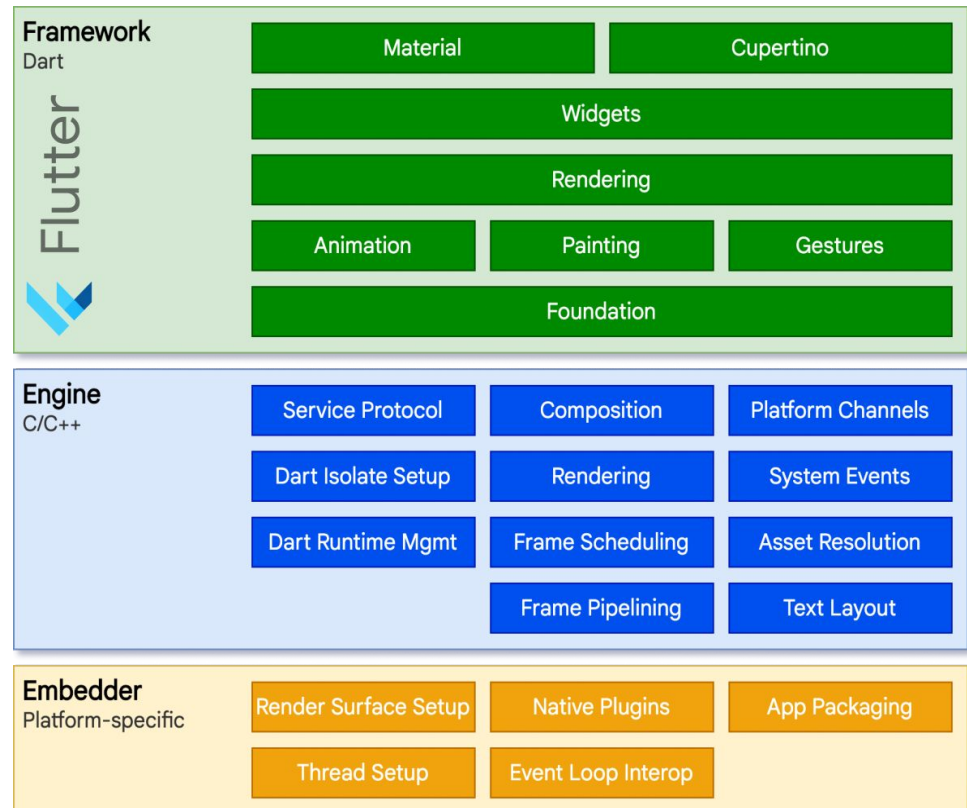 Framework
Dart
Flutter
Material
Cupertino
Widgets
Rendering
Animation
Painting
Gestures
Foundation
Engine
C/C++
Service Protocol
Composition
Platform Channels
Dart Isolate Setup
Rendering
System Events
Dart Runtime Mgmt
Frame Scheduling
Asset Resolution
Frame Pipelining
Text Layout
Embedder
Platform-specific
Render Surface Setup
Native Plugins
App Packaging
Thread Setup
Event Loop Interop